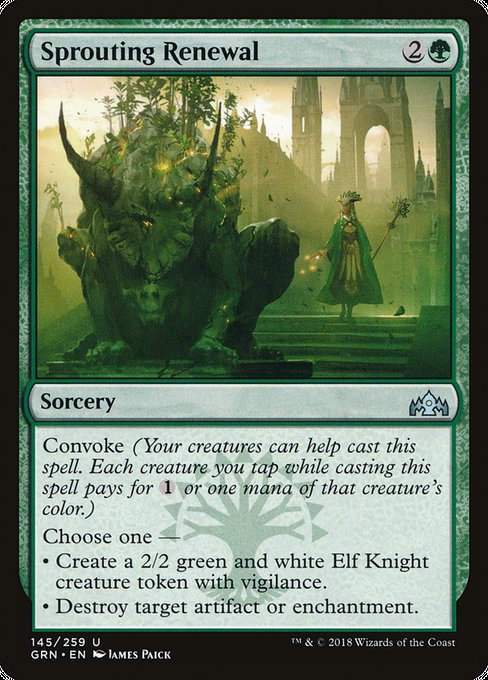 Sprouting Renewal 2
Sorcery
Convoke (Your creatures can help cast this
spell. Each creature you tap while casting this
spell pays for 1 or one mana of that creature's
color.)
Choose one —
• Create a 2/2 green and white Elf Knight
creature token with vigilance.
• Destroy target artifact or enchantment.
145/259 U
GRN • EN James Paick
™ & © 2018 Wizards of the Coast